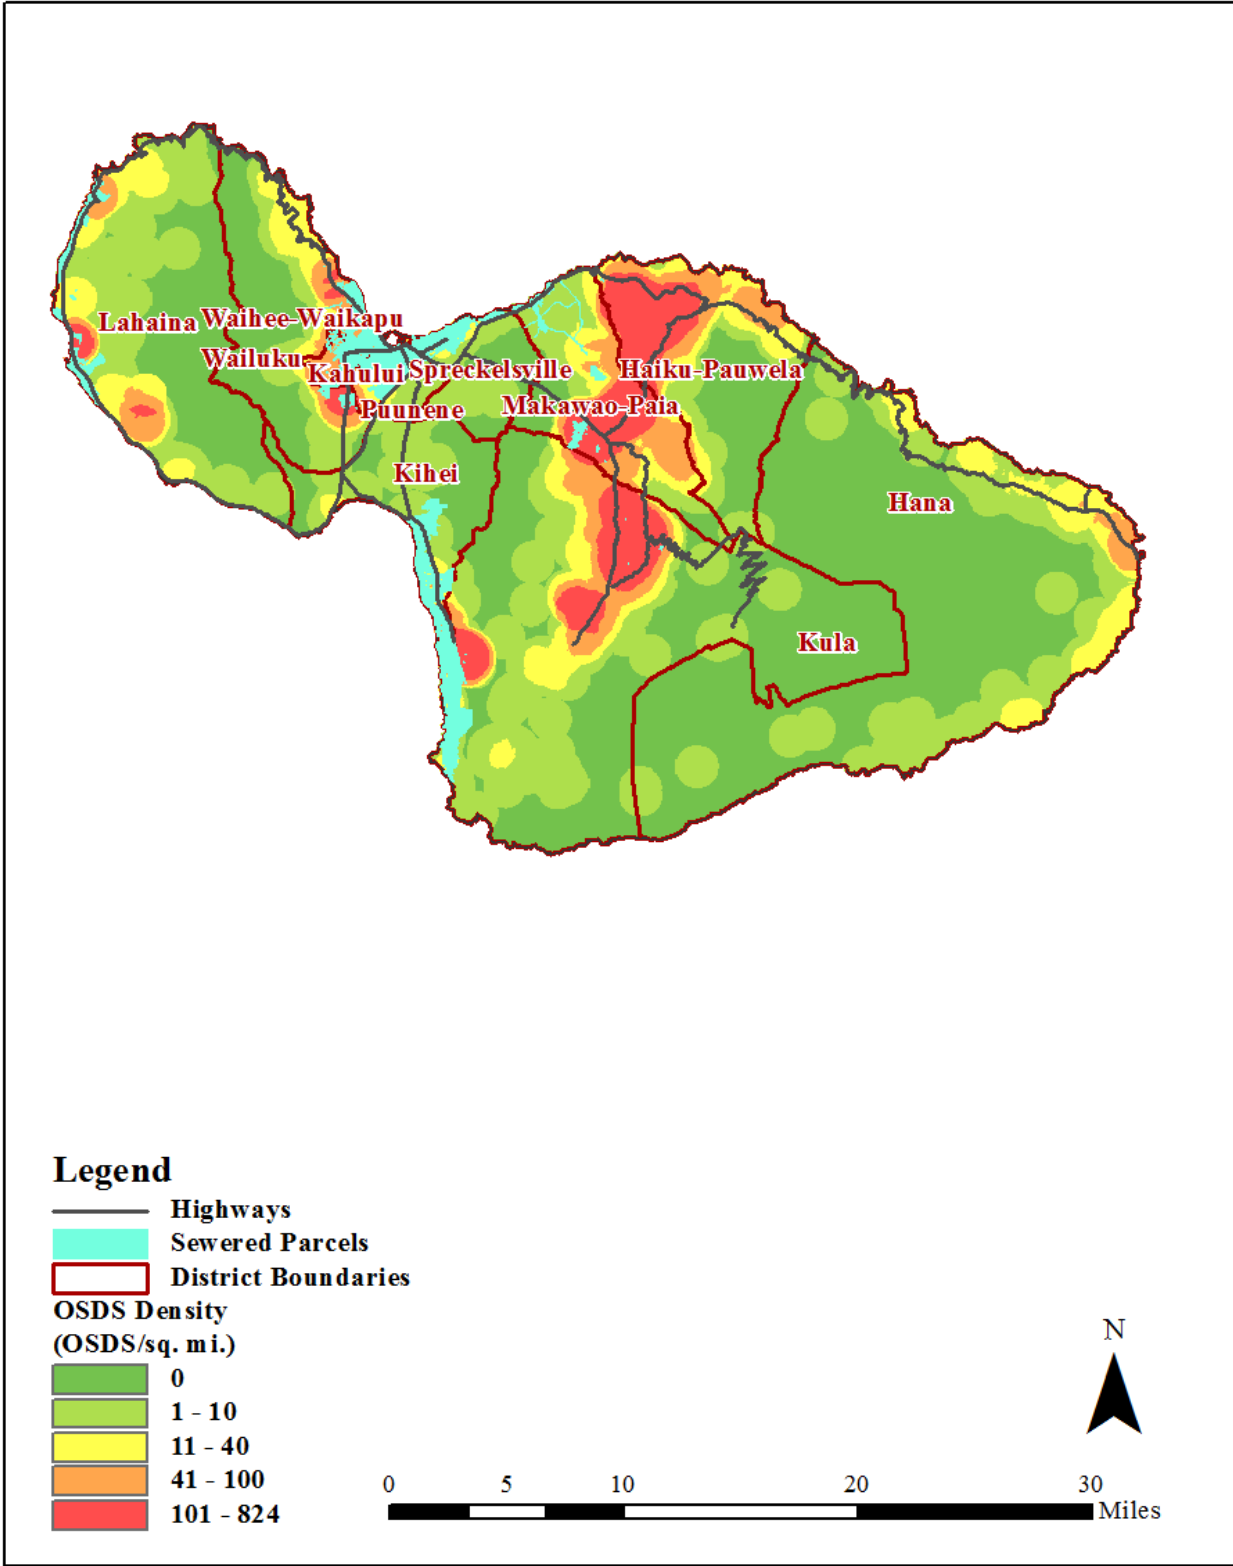 Lahaina
Waihee-Waikapu
Wailuku
Kahului
Spreckelsville
Haiku-Pauwela
Puunene
Makawao-Paia
Kihei
Hana
Kula
Legend
Highways
Sewered Parcels
District Boundaries
OSDS Density
(OSDS/sq. mi.)
0
1 - 10
11 - 40
41 - 100
101 - 824
N
0 5 10 20 30
Miles